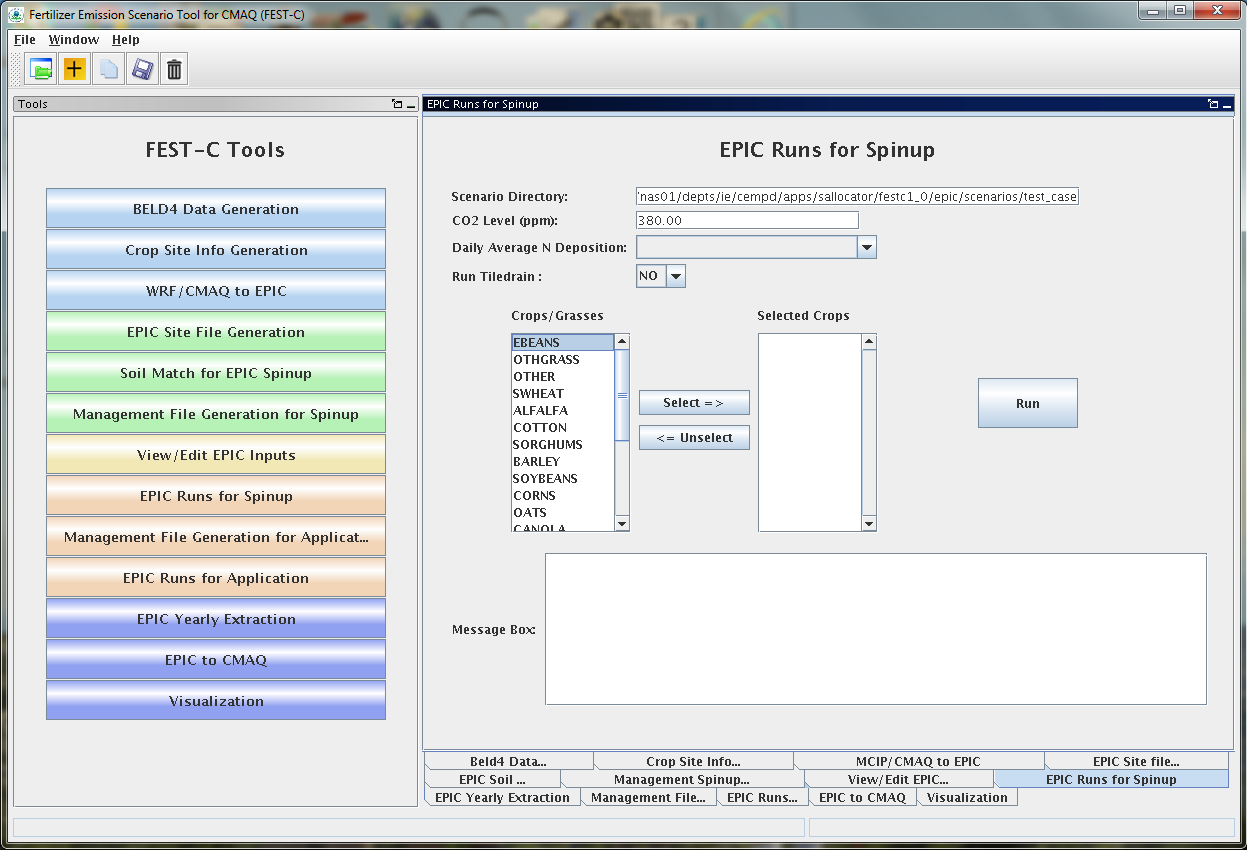 Fertilizer Emission Scenario Tool for CMAQ (FEST-C)
File Window Help
Tools
FEST-C Tools
BELD4 Data Generation
Crop Site Info Generation
WRF/CMAQ to EPIC
EPIC Site File Generation
Soil Match for EPIC Spinup
Management File Generation for Spinup
View/Edit EPIC Inputs
EPIC Runs for Spinup
Management File Generation for Applicat...
EPIC Runs for Application
EPIC Yearly Extraction
EPIC to CMAQ
Visualization
EPIC Runs for Spinup
EPIC Runs for Spinup
Scenario Directory: 'nas01/depts/ie/cempd/apps/sallocator/festc1_0/epic/scenarios/test_case
CO2 Level (ppm): 380.00
Daily Average N Deposition:
Run Tiledrain : NO
Crops/Grasses
EBEANS
OTHGRASS
OTHER
SWHEAT
ALFALFA
COTTON
SORGHUMS
BARLEY
SOYBEANS
CORNS
OATS
CANOLA
Select =>
<= Unselect
Selected Crops
Run
Message Box:
Beld4 Data... Crop Site Info... MCIP/CMAQ to EPIC EPIC Site file...
EPIC Soil ... Management Spinup... View/Edit EPIC... EPIC Runs for Spinup
EPIC Yearly Extraction Management File... EPIC Runs... EPIC to CMAQ Visualization